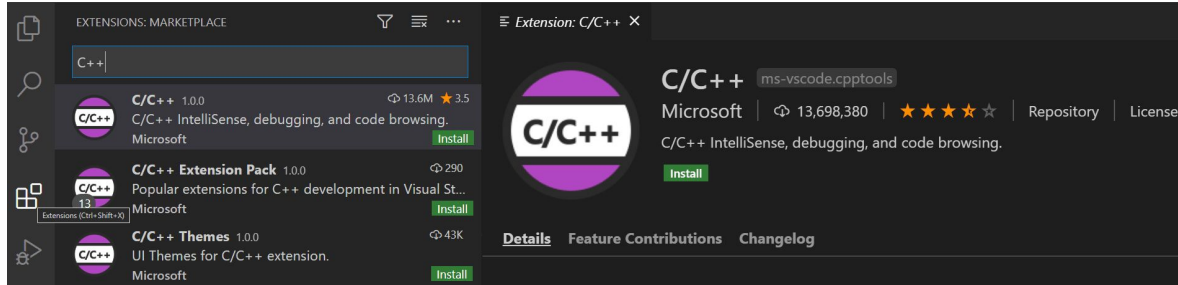 EXTENSIONS: MARKETPLACE
C++
C/C++
C/C++ 1.0.0 13.6M 3.5
C/C++ IntelliSense, debugging, and code browsing.
Microsoft Install
C/C++
13
C/C++ Extension Pack 1.0.0 290
Popular extensions for C++ development in Visual St...
Microsoft Install
Extensions (Ctrl+Shift+X)
C/C++
C/C++ Themes 1.0.0 43K
UI Themes for C/C++ extension.
Microsoft Install
Extension: C/C++
C/C++
C/C++ ms-vscode.cpptools
Microsoft 13,698,380 Repository License
C/C++ IntelliSense, debugging, and code browsing.
Install
Details Feature Contributions Changelog